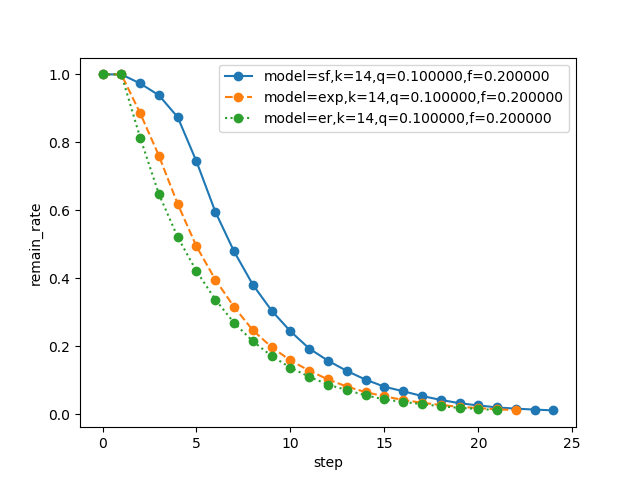 model=sf,k=14,q=0.100000,f=0.200000
model=exp,k=14,q=0.100000,f=0.200000
model=er,k=14,q=0.100000,f=0.200000
remain_rate
1.0
0.8
0.6
0.4
0.2
0.0
0 5 10 15 20 25
step